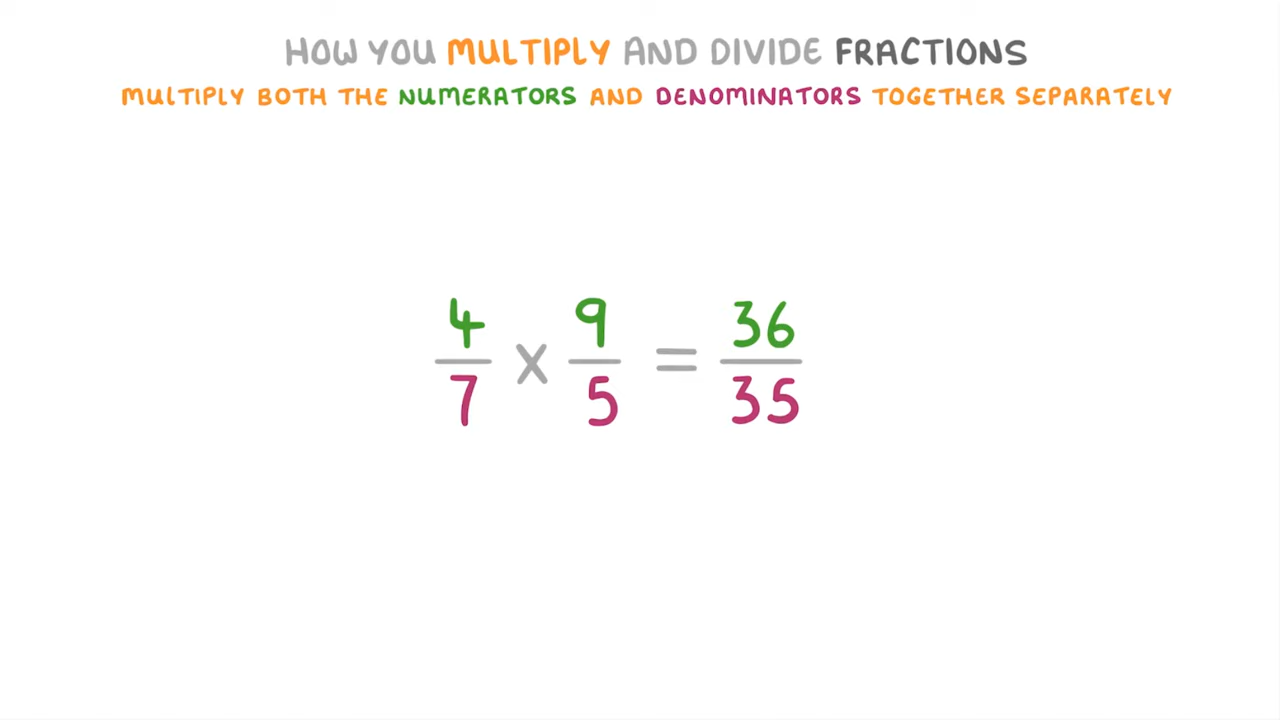 HOW YOU MULTIPLY AND DIVIDE FRACTIONS
MULTIPLY BOTH THE NUMERATORS AND DENOMINATORS TOGETHER SEPARATELY
4/7 x 9/5 = 36/35